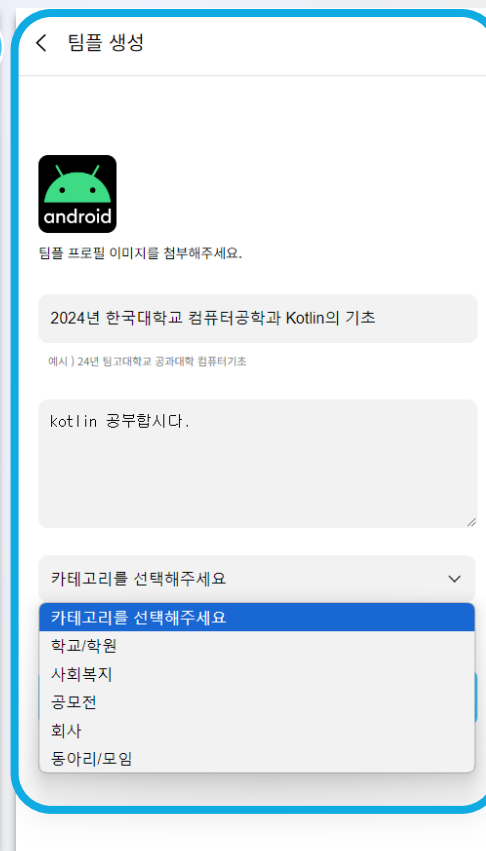 팀플 생성
android
팀플 프로필 이미지를 첨부해주세요.
2024년 한국대학교 컴퓨터공학과 Kotlin의 기초
예시 ) 24년 팀고대학교 공과대학 컴퓨터기초
kotlin 공부합시다.
카테고리를 선택해주세요
카테고리를 선택해주세요
학교/학원
사회복지
공모전
회사
동아리/모임